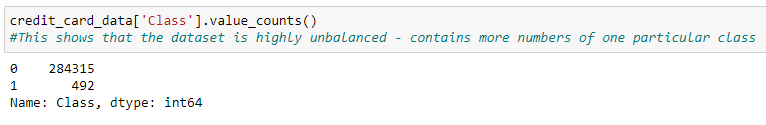 credit_card_data['Class'].value_counts()
#This shows that the dataset is highly unbalanced - contains more numbers of one particular class
0    284315
1       492
Name: Class, dtype: int64